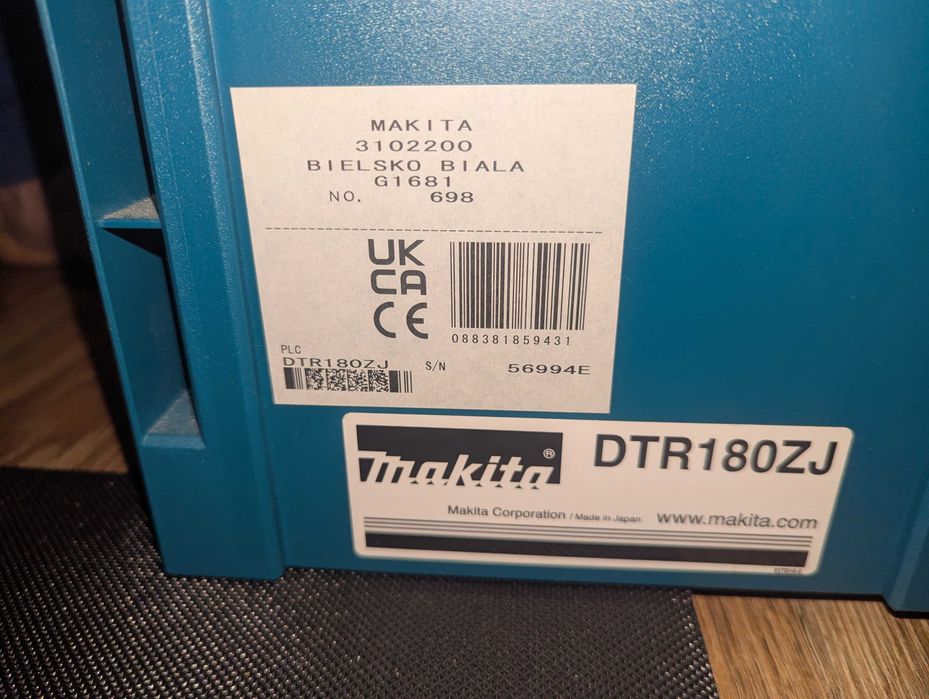 MAKITA
3102200
BIELSKO BIALA
G1681
NO. 698
UK
CA
CE
088381859431
PLC
DTR180ZJ S/N 56994E
makita® DTR180ZJ
Makita Corporation / Made in Japan www.makita.com